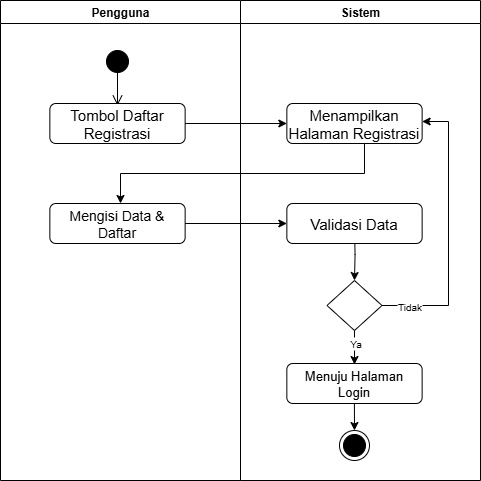 Pengguna
Sistem
Tombol Daftar
Registrasi
Menampilkan
Halaman Registrasi
Mengisi Data &
Daftar
Validasi Data
Tidak
Ya
Menuju Halaman
Login